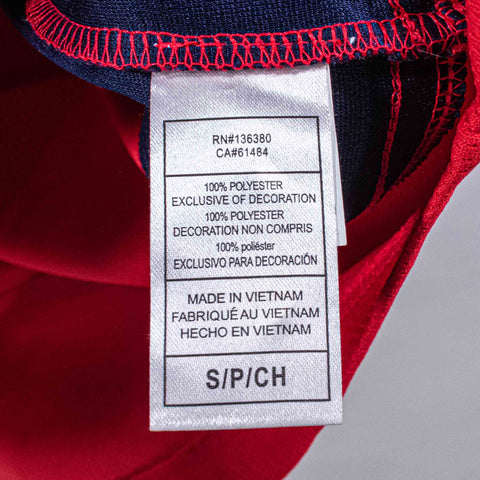 RN#136380
CA#61484
100% POLYESTER
EXCLUSIVE OF DECORATION
100% POLYESTER
DECORATION NON COMPRIS
100% poliéster
EXCLUSIVO PARA DECORACIÓN
MADE IN VIETNAM
FABRIQUÉ AU VIETNAM
HECHO EN VIETNAM
S/P/CH